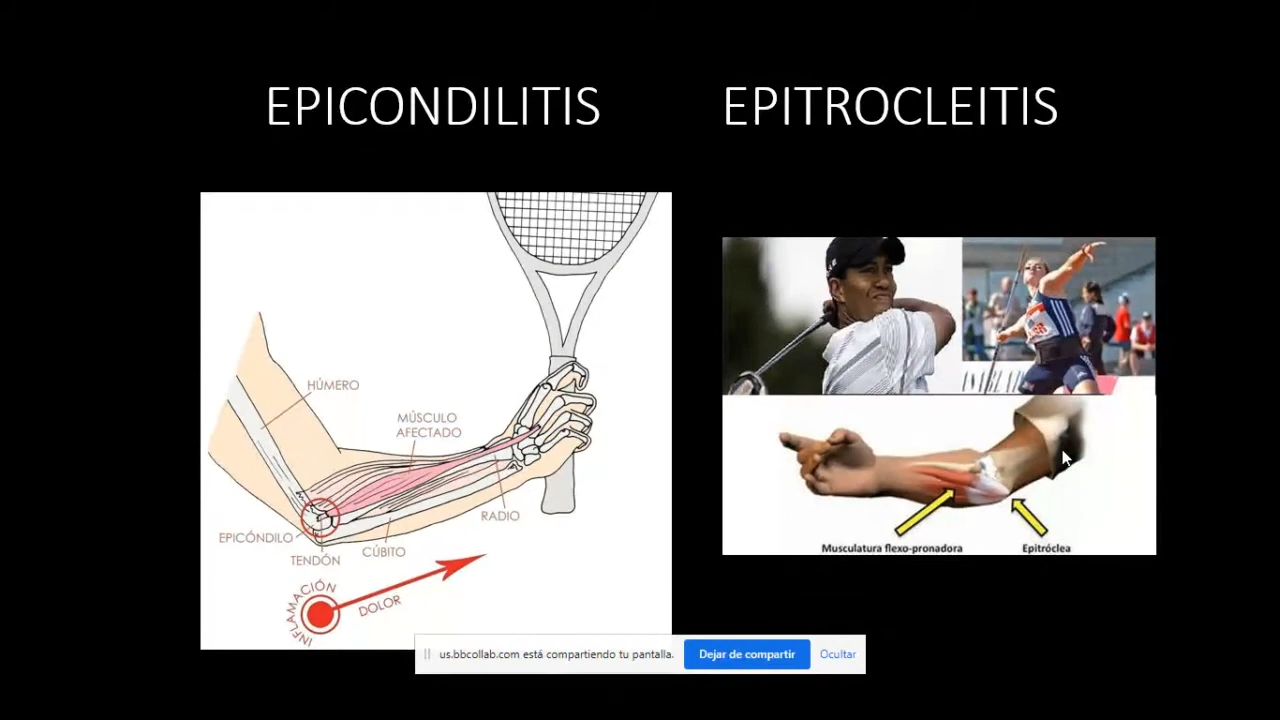 EPICONDILITIS
EPITROCLEITIS
HÚMERO
MÚSCULO
AFECTADO
RADIO
EPICÓNDILO
TENDÓN
CÚBITO
INFLAMACIÓN
DOLOR
Musculatura flexo-pronadora
Epitróclea
us.bbcollab.com está compartiendo tu pantalla.
Dejar de compartir
Ocultar